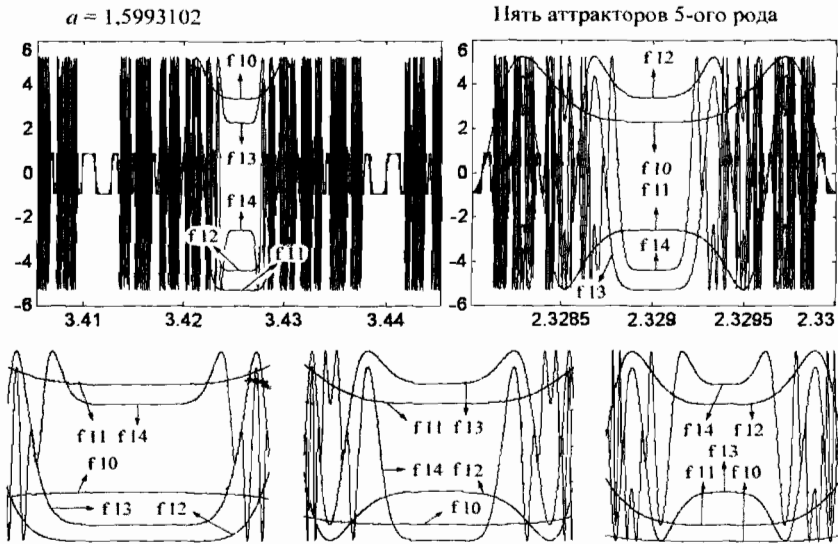 a = 1,5993102
Пять аттракторов 5-ого рода
6
4
2
0
-2
-4
-6
f 10
f 13
f 14
f 12
f 11
3.41 3.42 3.43 3.44
6
4
2
0
-2
-4
-6
f 12
f 10
f 11
f 14
f 13
2.3285 2.329 2.3295 2.33
f 11 f 14
f 10
f 13 f 12
f 11 f 13
f 14 f 12
f 10
f 14 f 12
f 13
f 11 f 10